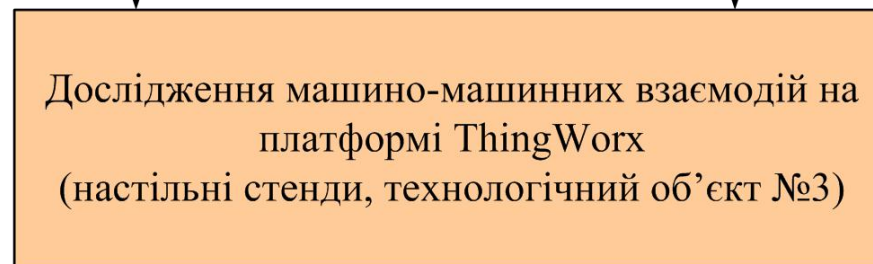 Дослідження машино-машинних взаємодій на
платформі ThingWorx
(настільні стенди, технологічний об’єкт №3)